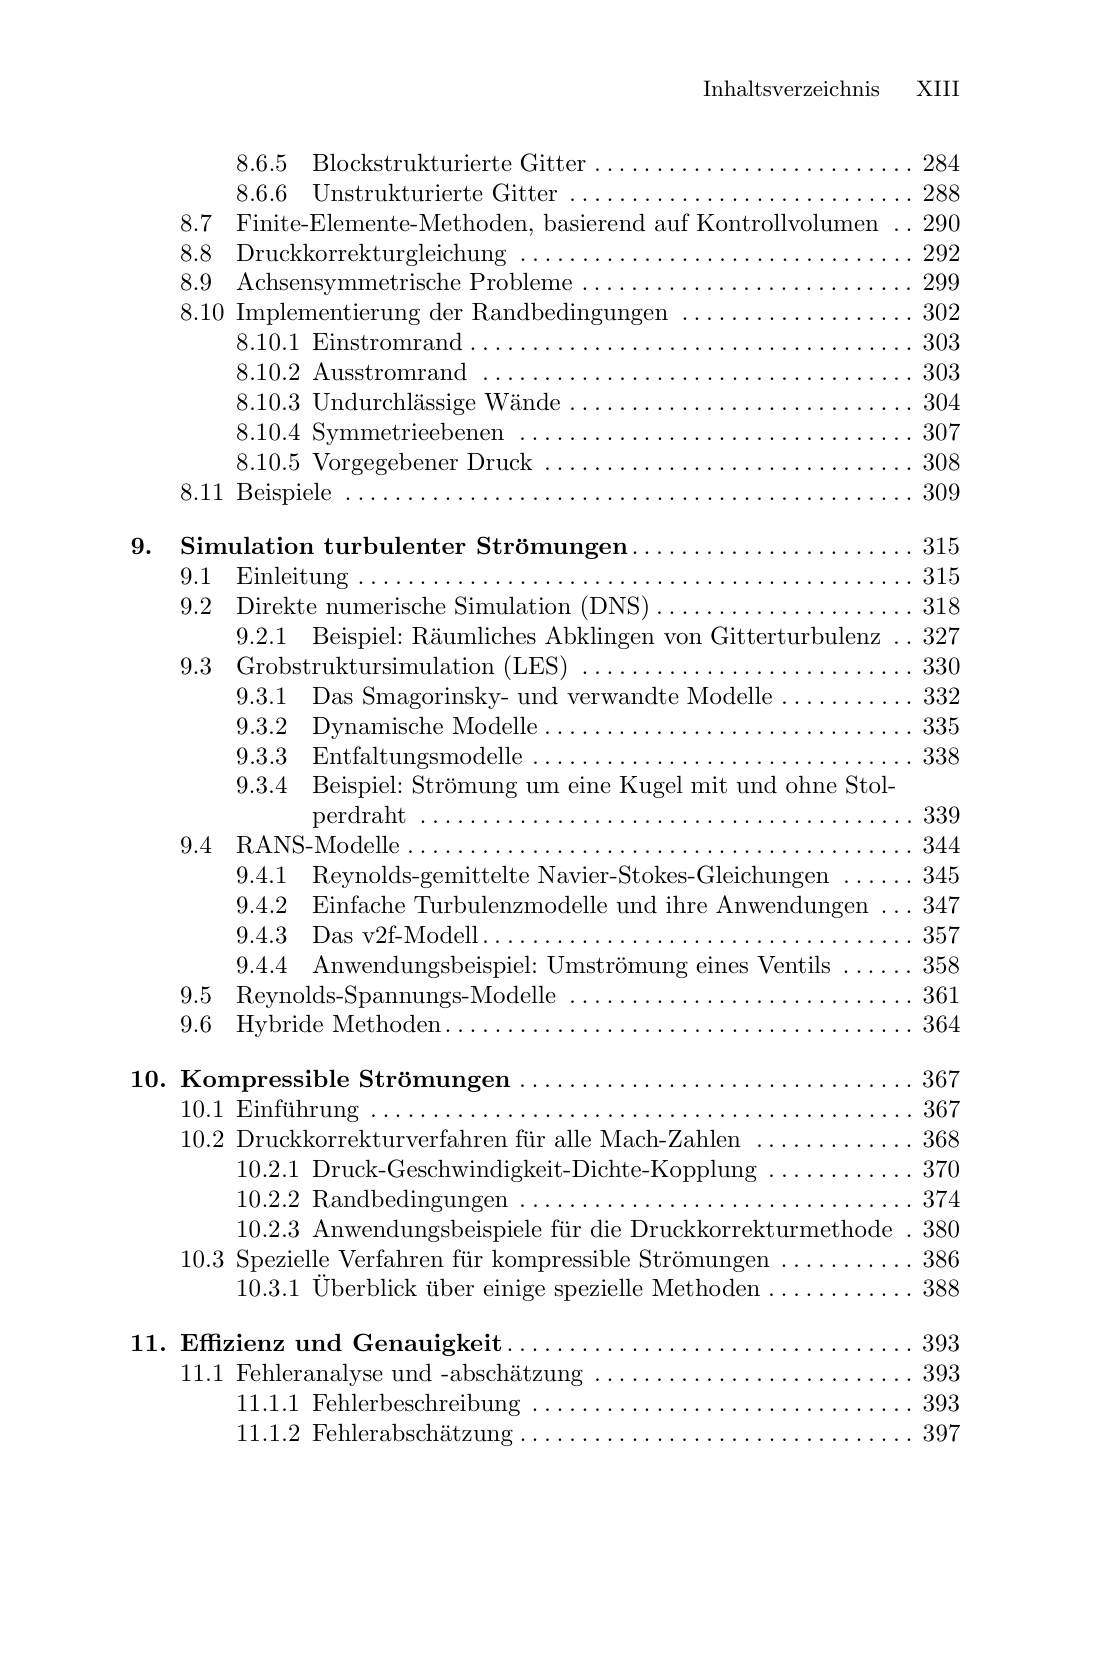 Inhaltsverzeichnis XIII
8.6.5 Blockstrukturierte Gitter . . . . . . . . . . . . . . . . . . . . . . . . . . 284
8.6.6 Unstrukturierte Gitter . . . . . . . . . . . . . . . . . . . . . . . . . . . . 288
8.7 Finite-Elemente-Methoden, basierend auf Kontrollvolumen . . 290
8.8 Druckkorrekturgleichung . . . . . . . . . . . . . . . . . . . . . . . . . . . . . . . . 292
8.9 Achsensymmetrische Probleme . . . . . . . . . . . . . . . . . . . . . . . . . . . 299
8.10 Implementierung der Randbedingungen . . . . . . . . . . . . . . . . . . . 302
8.10.1 Einstromrand . . . . . . . . . . . . . . . . . . . . . . . . . . . . . . . . . . . . 303
8.10.2 Ausstromrand . . . . . . . . . . . . . . . . . . . . . . . . . . . . . . . . . . . 303
8.10.3 Undurchlässige Wände . . . . . . . . . . . . . . . . . . . . . . . . . . . . 304
8.10.4 Symmetrieebenen . . . . . . . . . . . . . . . . . . . . . . . . . . . . . . . . 307
8.10.5 Vorgegebener Druck . . . . . . . . . . . . . . . . . . . . . . . . . . . . . . 308
8.11 Beispiele . . . . . . . . . . . . . . . . . . . . . . . . . . . . . . . . . . . . . . . . . . . . . . 309
9. Simulation turbulenter Strömungen . . . . . . . . . . . . . . . . . . . . . . . 315
9.1 Einleitung . . . . . . . . . . . . . . . . . . . . . . . . . . . . . . . . . . . . . . . . . . . . . 315
9.2 Direkte numerische Simulation (DNS) . . . . . . . . . . . . . . . . . . . . . 318
9.2.1 Beispiel: Räumliches Abklingen von Gitterturbulenz . . 327
9.3 Grobstruktursimulation (LES) . . . . . . . . . . . . . . . . . . . . . . . . . . . 330
9.3.1 Das Smagorinsky- und verwandte Modelle . . . . . . . . . . . 332
9.3.2 Dynamische Modelle . . . . . . . . . . . . . . . . . . . . . . . . . . . . . . 335
9.3.3 Entfaltungsmodelle . . . . . . . . . . . . . . . . . . . . . . . . . . . . . . . 338
9.3.4 Beispiel: Strömung um eine Kugel mit und ohne Stol-
perdraht . . . . . . . . . . . . . . . . . . . . . . . . . . . . . . . . . . . . . . . . 339
9.4 RANS-Modelle . . . . . . . . . . . . . . . . . . . . . . . . . . . . . . . . . . . . . . . . . 344
9.4.1 Reynolds-gemittelte Navier-Stokes-Gleichungen . . . . . . 345
9.4.2 Einfache Turbulenzmodelle und ihre Anwendungen . . . 347
9.4.3 Das v2f-Modell . . . . . . . . . . . . . . . . . . . . . . . . . . . . . . . . . . . 357
9.4.4 Anwendungsbeispiel: Umströmung eines Ventils . . . . . . 358
9.5 Reynolds-Spannungs-Modelle . . . . . . . . . . . . . . . . . . . . . . . . . . . . 361
9.6 Hybride Methoden . . . . . . . . . . . . . . . . . . . . . . . . . . . . . . . . . . . . . . 364
10. Kompressible Strömungen . . . . . . . . . . . . . . . . . . . . . . . . . . . . . . . . 367
10.1 Einführung . . . . . . . . . . . . . . . . . . . . . . . . . . . . . . . . . . . . . . . . . . . . 367
10.2 Druckkorrekturverfahren für alle Mach-Zahlen . . . . . . . . . . . . . 368
10.2.1 Druck-Geschwindigkeit-Dichte-Kopplung . . . . . . . . . . . . 370
10.2.2 Randbedingungen . . . . . . . . . . . . . . . . . . . . . . . . . . . . . . . . 374
10.2.3 Anwendungsbeispiele für die Druckkorrekturmethode . 380
10.3 Spezielle Verfahren für kompressible Strömungen . . . . . . . . . . . 386
10.3.1 Überblick über einige spezielle Methoden . . . . . . . . . . . . 388
11. Effizienz und Genauigkeit . . . . . . . . . . . . . . . . . . . . . . . . . . . . . . . . . 393
11.1 Fehleranalyse und -abschätzung . . . . . . . . . . . . . . . . . . . . . . . . . . 393
11.1.1 Fehlerbeschreibung . . . . . . . . . . . . . . . . . . . . . . . . . . . . . . . 393
11.1.2 Fehlerabschätzung . . . . . . . . . . . . . . . . . . . . . . . . . . . . . . . . 397